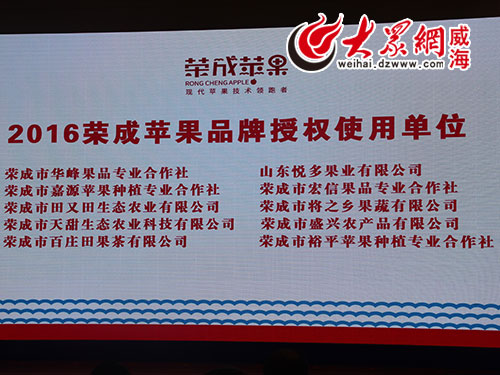 大众網
威海
weihai.dzwww.com
荣成苹果
RONG CHENG APPLE
现代苹果技术领跑者
2016荣成苹果品牌授权使用单位
荣成市华峰果品专业合作社
荣成市嘉源苹果种植专业合作社
荣成市田又田生态农业有限公司
荣成市天甜生态农业科技有限公司
荣成市百庄田果茶有限公司
山东悦多果业有限公司
荣成市宏信果品专业合作社
荣成市将之乡果蔬有限公司
荣成市盛兴农产品有限公司
荣成市裕平苹果种植专业合作社